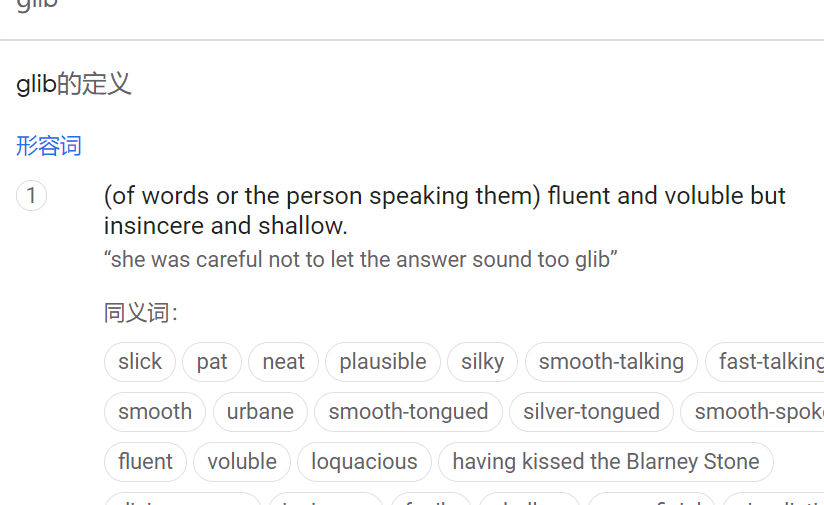 glib
glib的定义
形容词
1
(of words or the person speaking them) fluent and voluble but
insincere and shallow.
“she was careful not to let the answer sound too glib”
同义词：
slick pat neat plausible silky smooth-talking fast-talking
smooth urbane smooth-tongued silver-tongued smooth-spok
fluent voluble loquacious having kissed the Blarney Stone